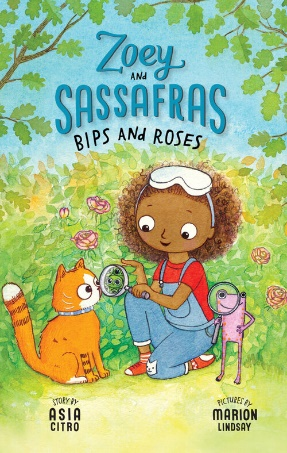 Zoey
AND
SASSAFRAS
BIPS AND ROSES
STORY BY
ASIA
CITRO
PICTURES BY
MARION
LINDSAY